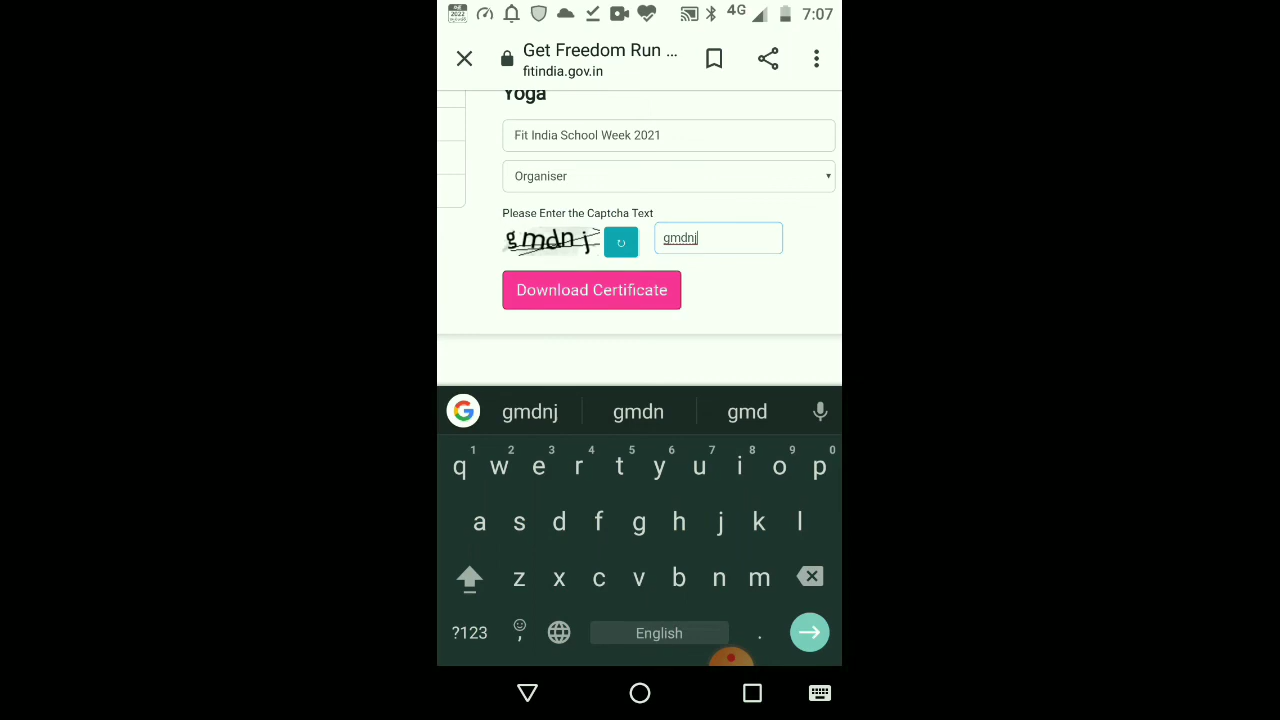 2022
4G 7:07
Get Freedom Run ...
fitindia.gov.in
Yoga
Fit India School Week 2021
Organiser
Please Enter the Captcha Text
gmdnj gmdnj
Download Certificate
G gmdnj gmdn gmd
1 2 3 4 5 6 7 8 9 0
q w e r t y u i o p
a s d f g h j k l
z x c v b n m
?123 , English .